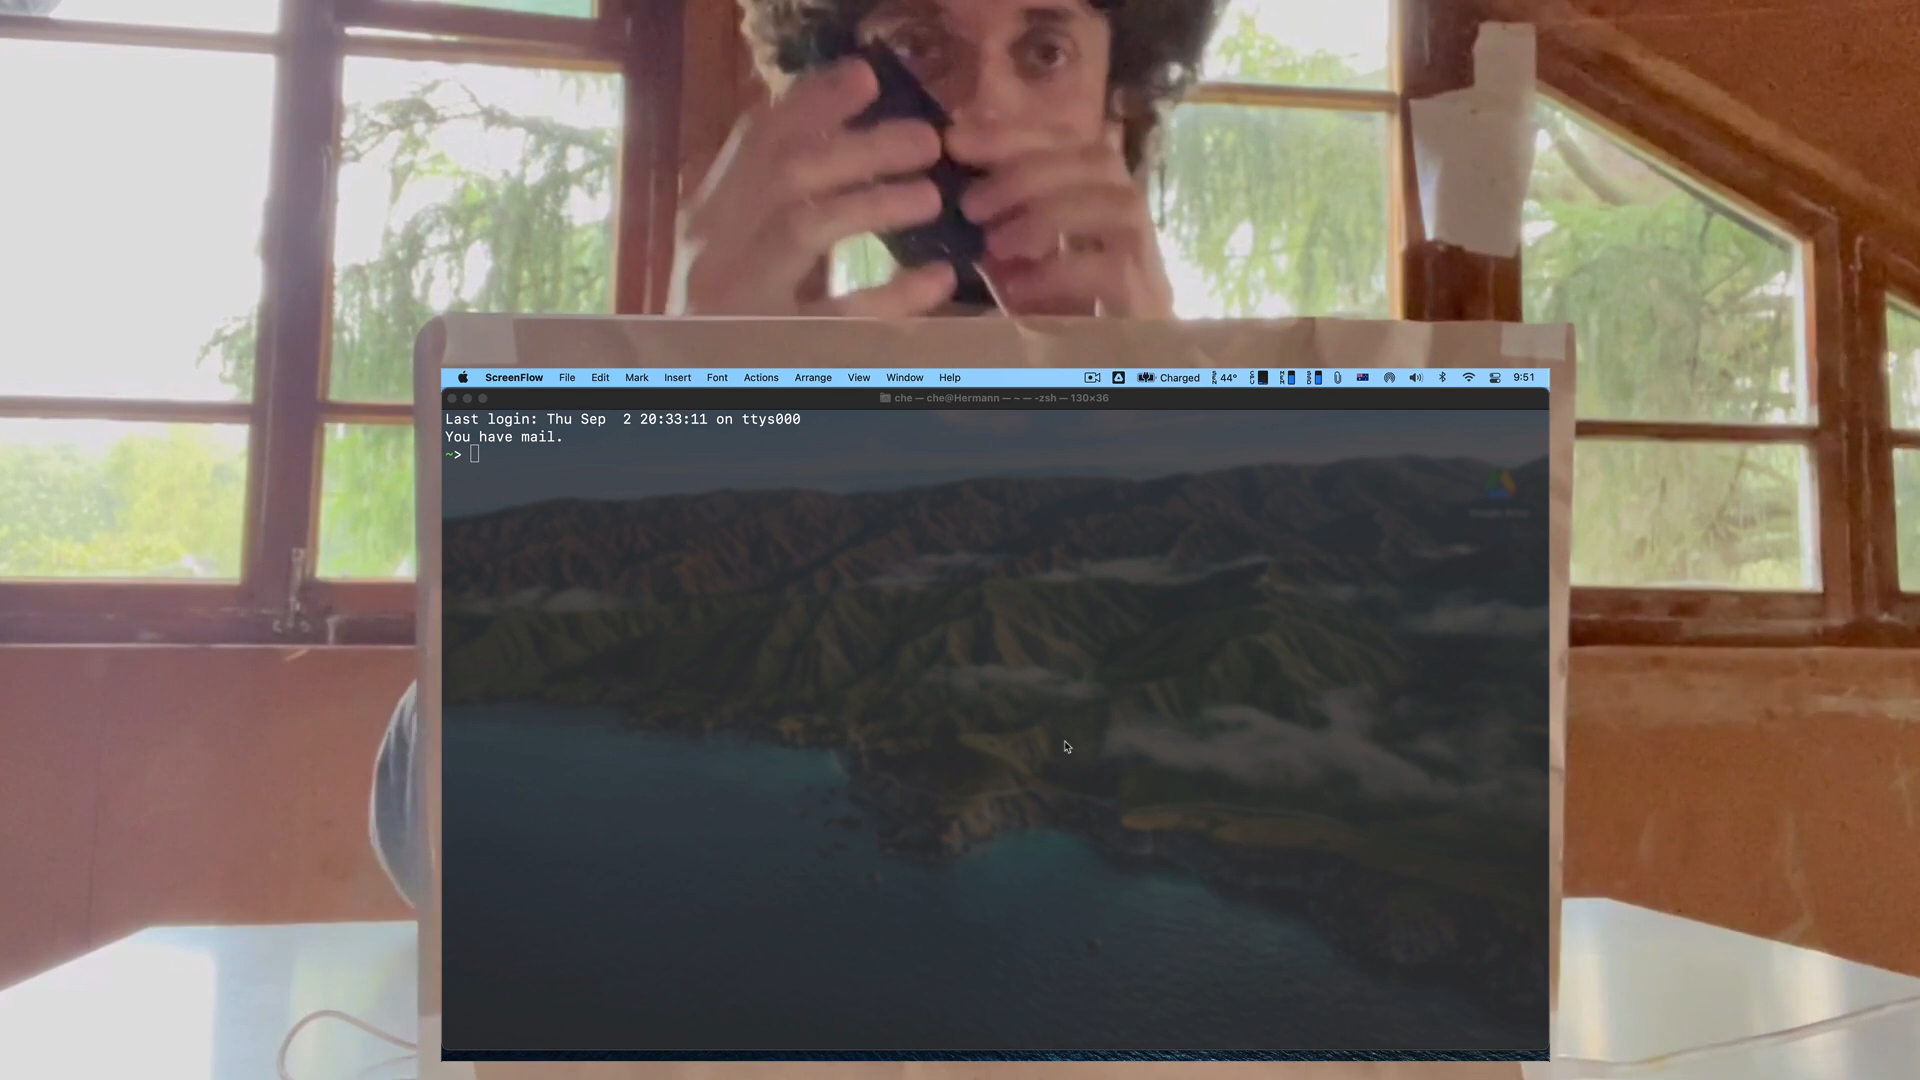 ScreenFlow File Edit Mark Insert Font Actions Arrange View Window Help Charged 44° 9:51
che — che@Hermann — ~ — -zsh — 130×36
Last login: Thu Sep  2 20:33:11 on ttys000
You have mail.
~>